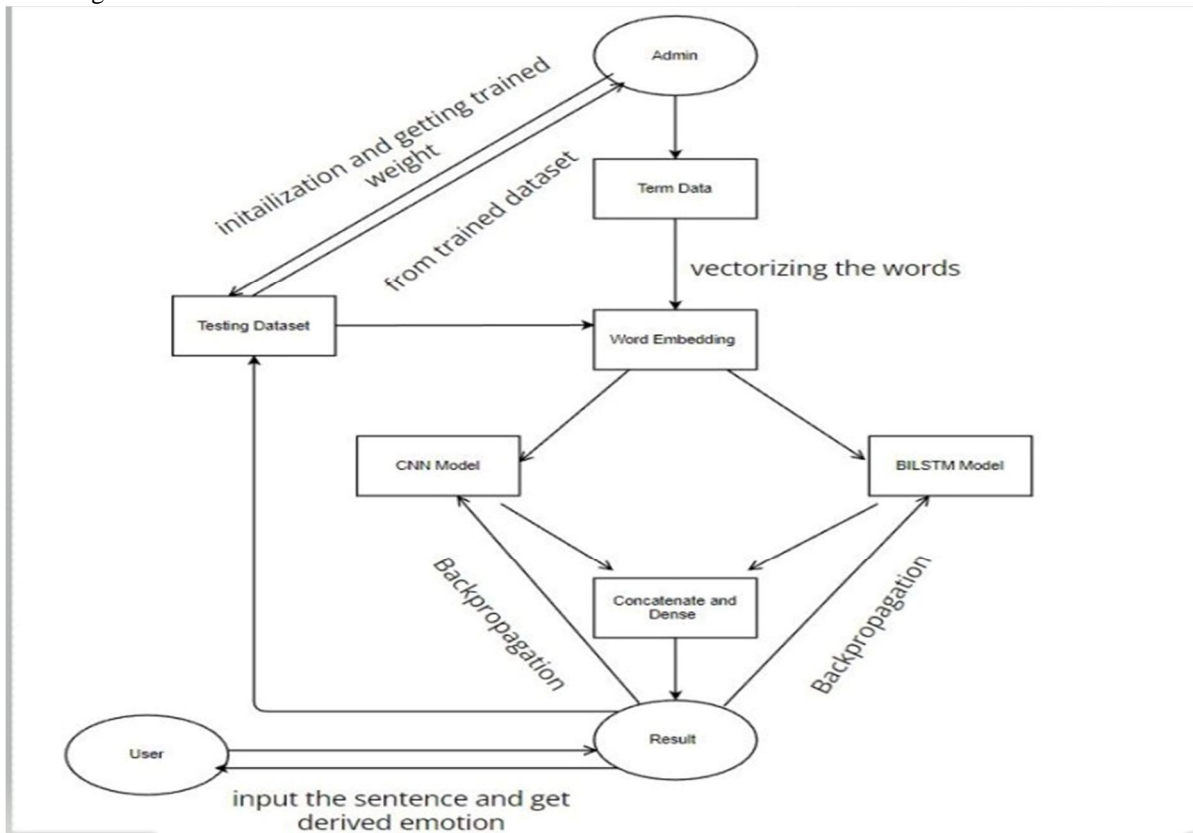 Admin
initailization and getting trained
weight
from trained dataset
Term Data
vectorizing the words
Testing Dataset
Word Embedding
CNN Model
BILSTM Model
Backpropagation
Concatenate and
Dense
Backpropagation
User
Result
input the sentence and get
derived emotion